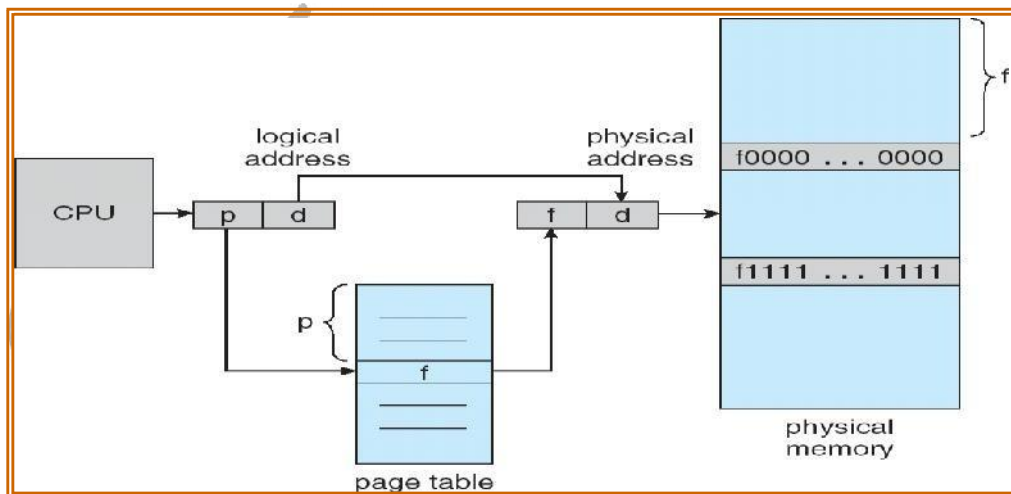 logical
address
physical
address
CPU
p
d
f
d
p
f
page table
f
f0000 ... 0000
f1111 ... 1111
physical
memory